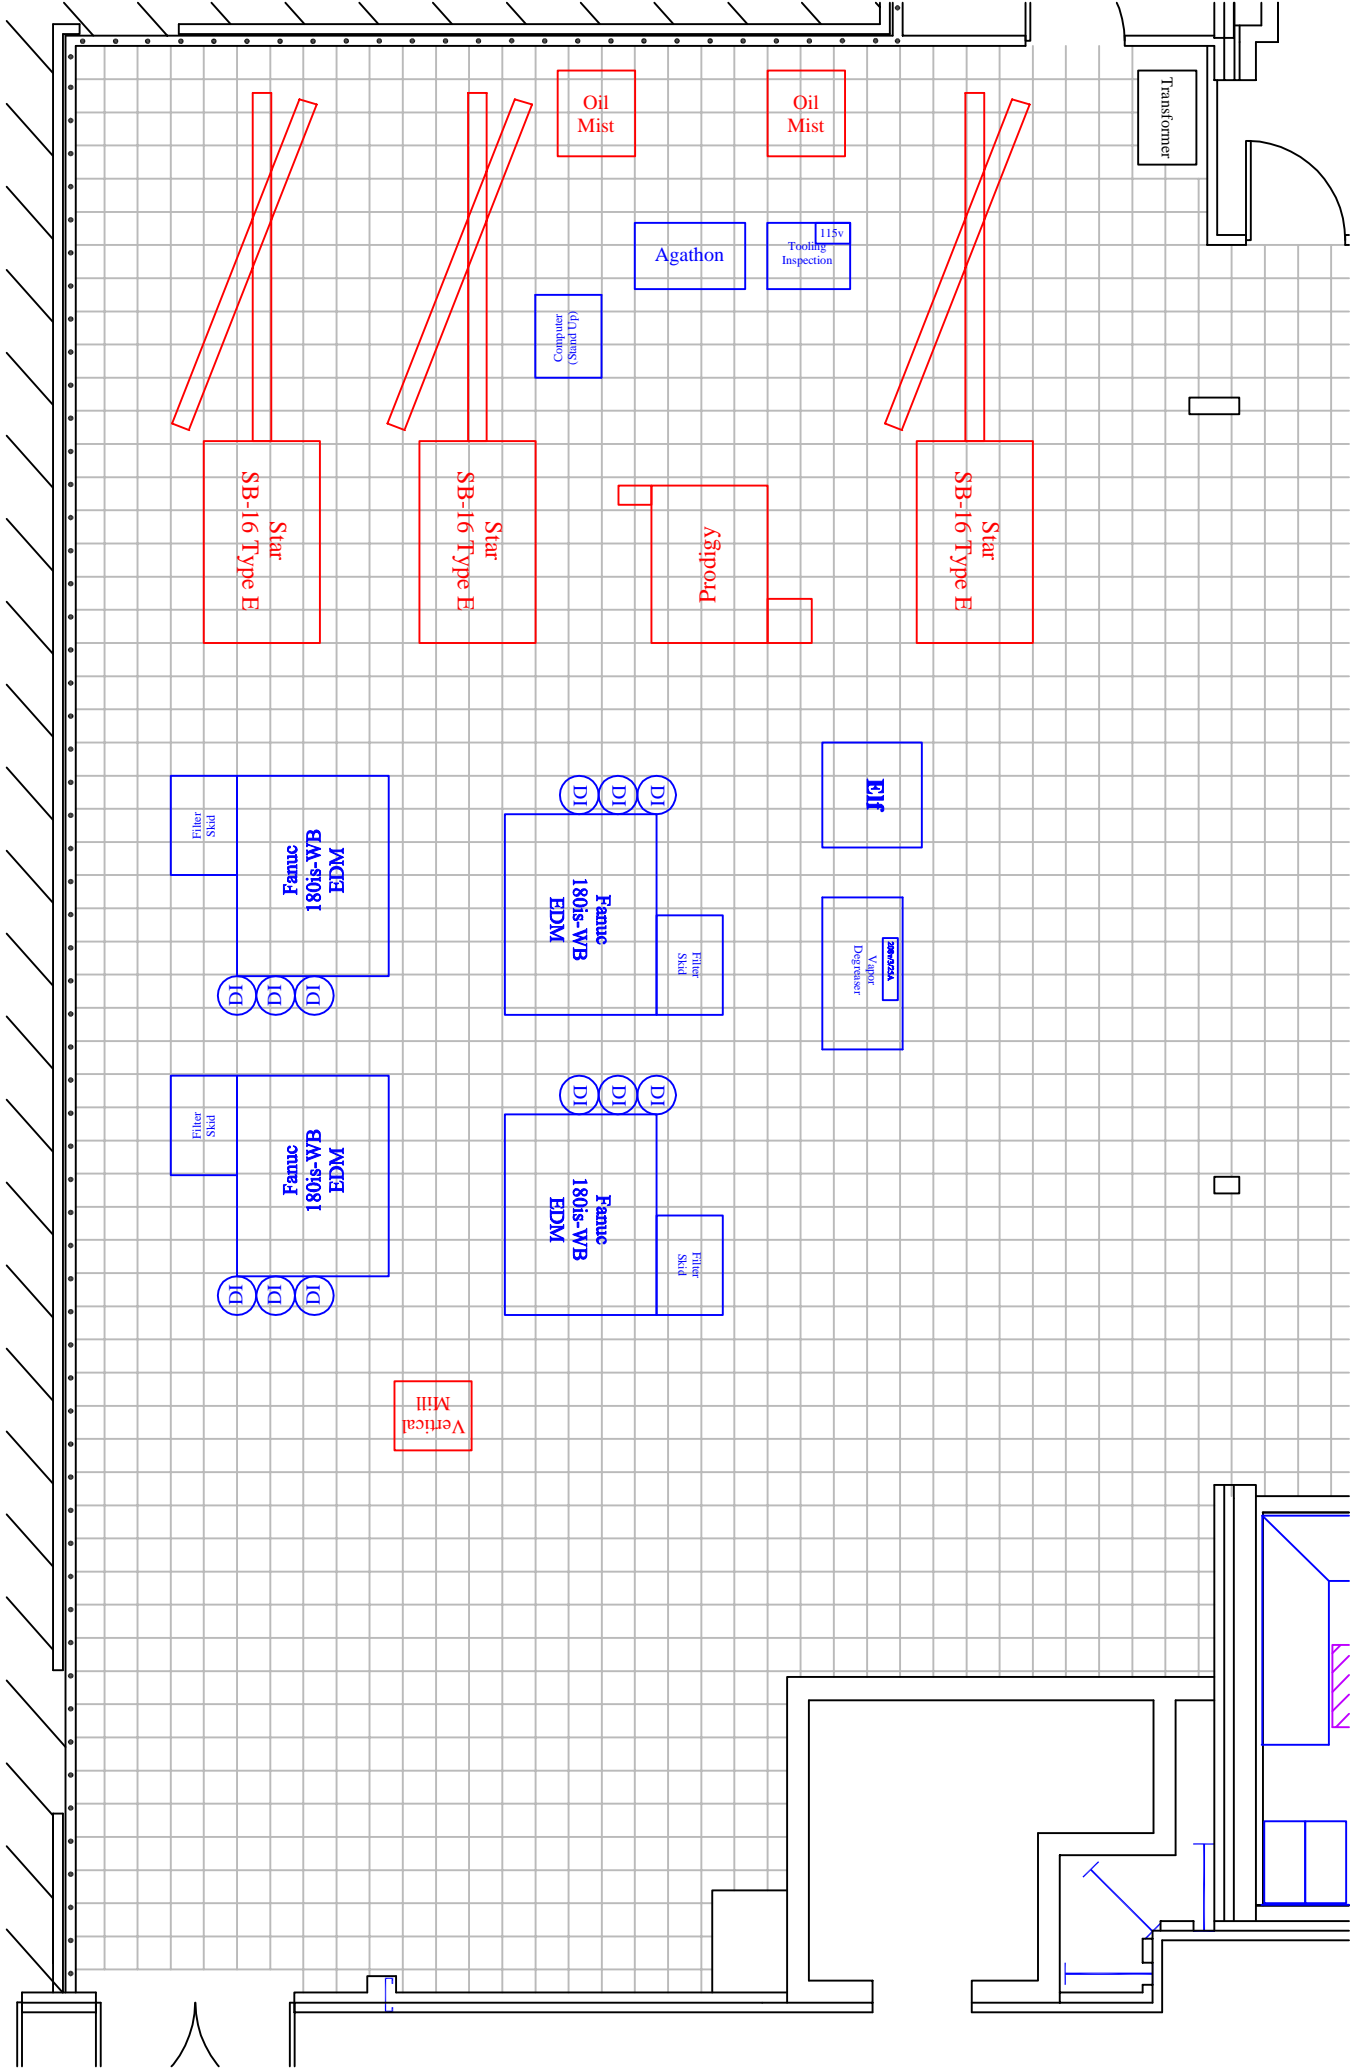 Oil
Mist
Oil
Mist
Transformer
Agathon
115v
Tooling
Inspection
Computer
(Stand Up)
Star
SB-16 Type E
Star
SB-16 Type E
Prodigy
Star
SB-16 Type E
Elf
Filter
Skid
Fanuc
180is-WB
EDM
DI
DI
DI
DI
DI
DI
Fanuc
180is-WB
EDM
Filter
Skid
208v/3/25A
Vapor
Degreaser
Filter
Skid
Fanuc
180is-WB
EDM
DI
DI
DI
DI
DI
DI
Fanuc
180is-WB
EDM
Filter
Skid
Vertical
Mill